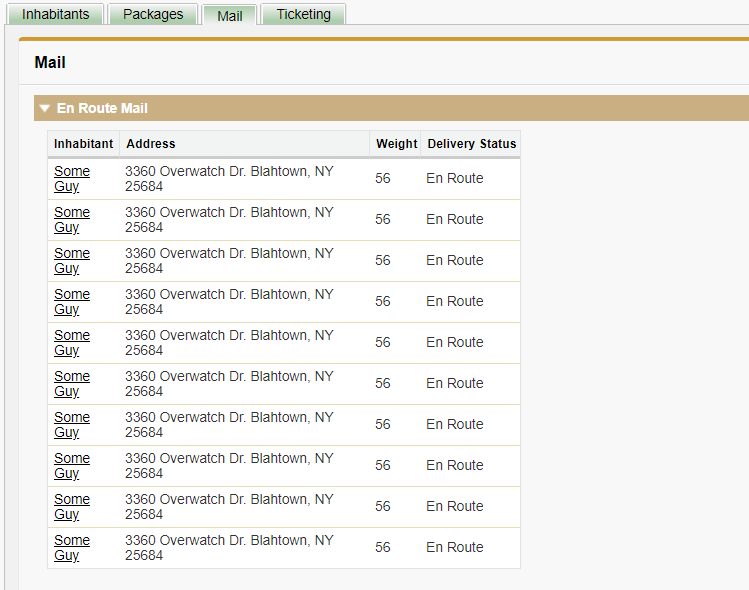 Inhabitants Packages Mail Ticketing
Mail
En Route Mail
Inhabitant Address Weight Delivery Status
Some Guy 3360 Overwatch Dr. Blahtown, NY 25684 56 En Route
Some Guy 3360 Overwatch Dr. Blahtown, NY 25684 56 En Route
Some Guy 3360 Overwatch Dr. Blahtown, NY 25684 56 En Route
Some Guy 3360 Overwatch Dr. Blahtown, NY 25684 56 En Route
Some Guy 3360 Overwatch Dr. Blahtown, NY 25684 56 En Route
Some Guy 3360 Overwatch Dr. Blahtown, NY 25684 56 En Route
Some Guy 3360 Overwatch Dr. Blahtown, NY 25684 56 En Route
Some Guy 3360 Overwatch Dr. Blahtown, NY 25684 56 En Route
Some Guy 3360 Overwatch Dr. Blahtown, NY 25684 56 En Route
Some Guy 3360 Overwatch Dr. Blahtown, NY 25684 56 En Route